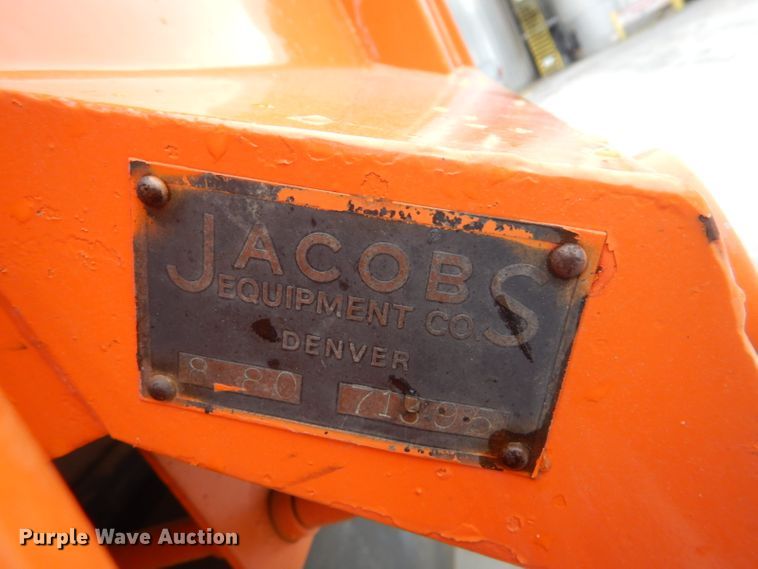 JACOBS
EQUIPMENT CO.
DENVER
8 80
Purple Wave Auction